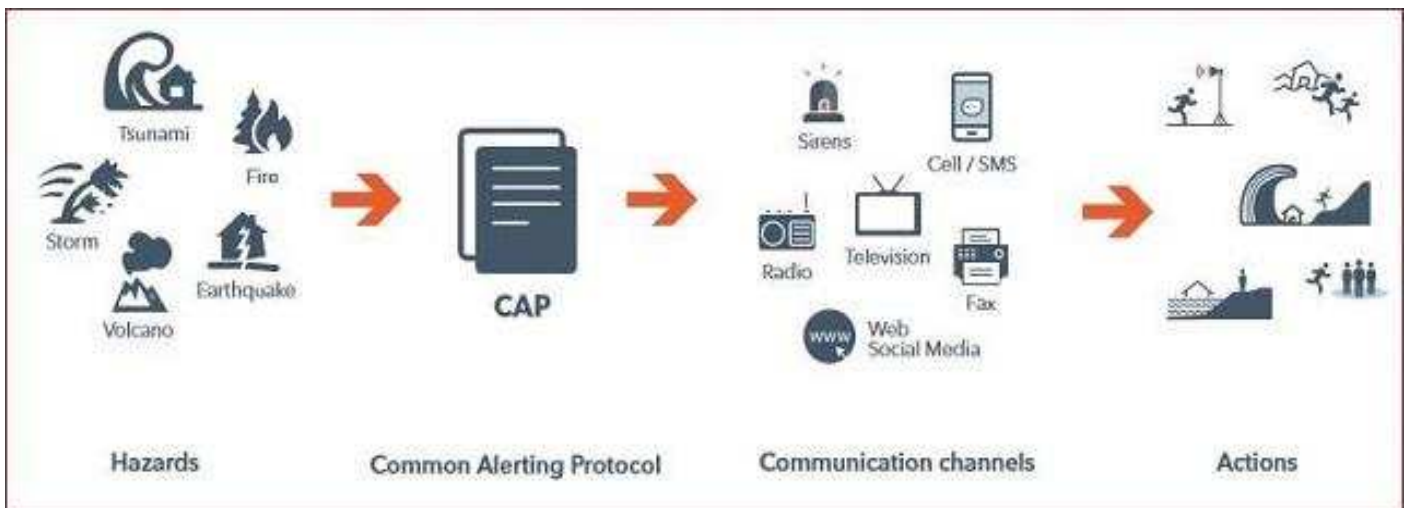 Tsunami
Fire
Storm
Earthquake
Volcano
CAP
Sirens
Cell / SMS
Radio
Television
Fax
www
Web
Social Media
Hazards
Common Alerting Protocol
Communication channels
Actions